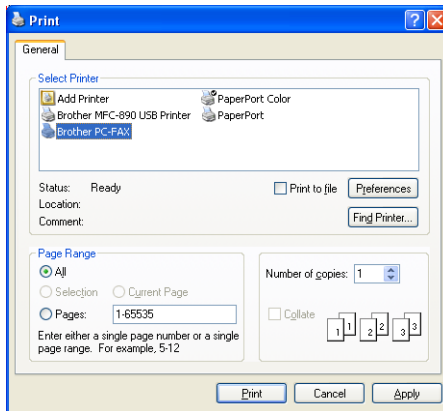 Print
General
Select Printer
Add Printer
PaperPort Color
Brother MFC-890 USB Printer
PaperPort
Brother PC-FAX
Status: Ready
Print to file
Preferences
Location:
Comment:
Find Printer...
Page Range
All
Selection
Current Page
Pages: 1-65535
Enter either a single page number or a single
page range. For example, 5-12
Number of copies: 1
Collate
1 1 2 2 3 3
Print
Cancel
Apply